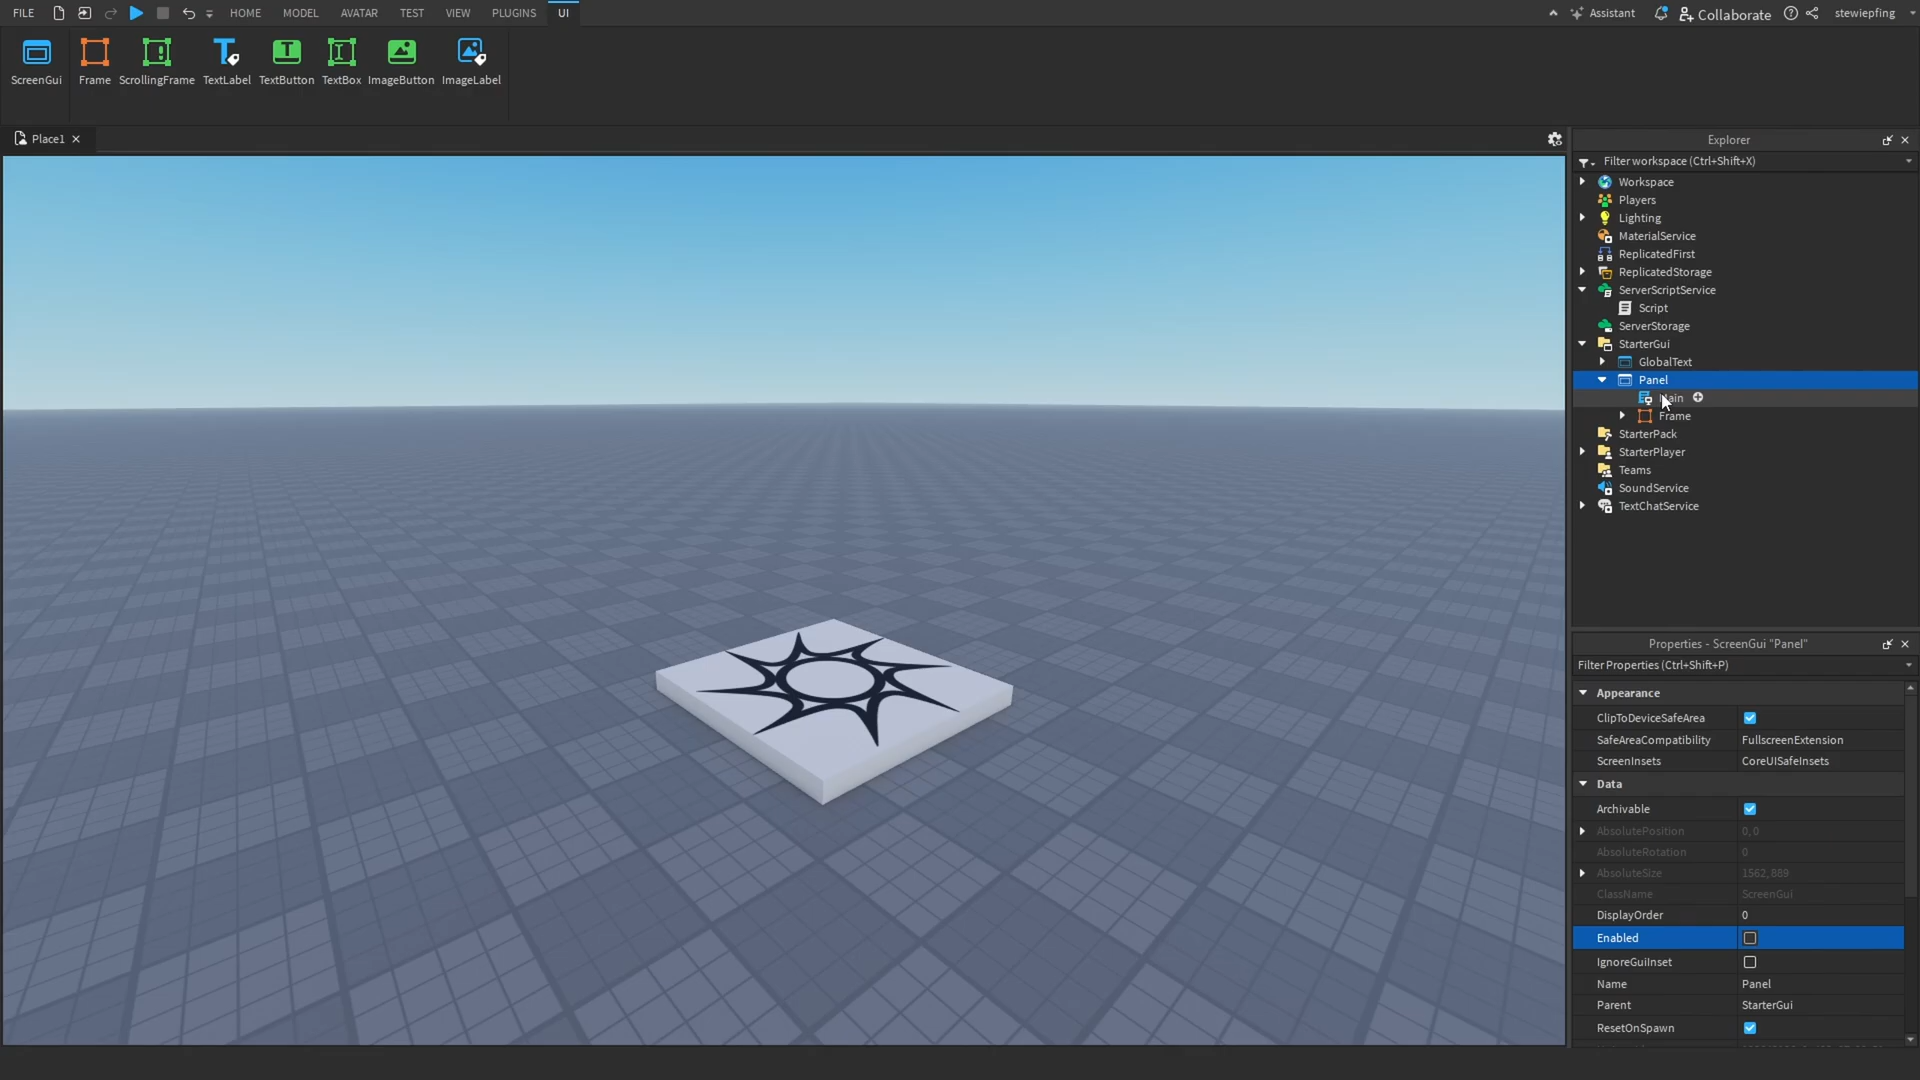 FILE HOME MODEL AVATAR TEST VIEW PLUGINS UI Assistant Collaborate stewiepfing
ScreenGui Frame ScrollingFrame TextLabel TextButton TextBox ImageButton ImageLabel
Place1
Explorer
Filter workspace (Ctrl+Shift+X)
Workspace
Players
Lighting
MaterialService
ReplicatedFirst
ReplicatedStorage
ServerScriptService
Script
ServerStorage
StarterGui
GlobalText
Panel
Main
Frame
StarterPack
StarterPlayer
Teams
SoundService
TextChatService
Properties - ScreenGui "Panel"
Filter Properties (Ctrl+Shift+P)
Appearance
ClipToDeviceSafeArea
SafeAreaCompatibility FullscreenExtension
ScreenInsets CoreUISafeInsets
Data
Archivable
AbsolutePosition 0, 0
AbsoluteRotation 0
AbsoluteSize 1562, 889
ClassName ScreenGui
DisplayOrder 0
Enabled
IgnoreGuiInset
Name Panel
Parent StarterGui
ResetOnSpawn